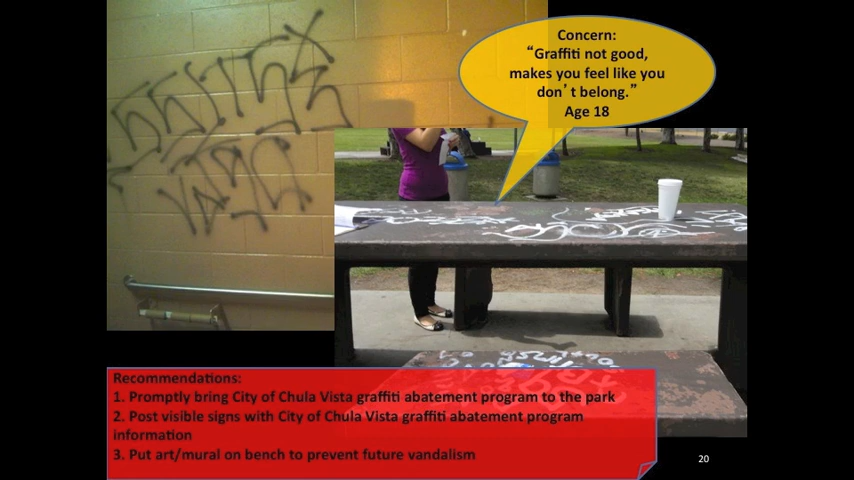 Concern:
“Graffiti not good,
makes you feel like you
don’t belong.”
Age 18
Recommendations:
1. Promptly bring City of Chula Vista graffiti abatement program to the park
2. Post visible signs with City of Chula Vista graffiti abatement program
information
3. Put art/mural on bench to prevent future vandalism
20